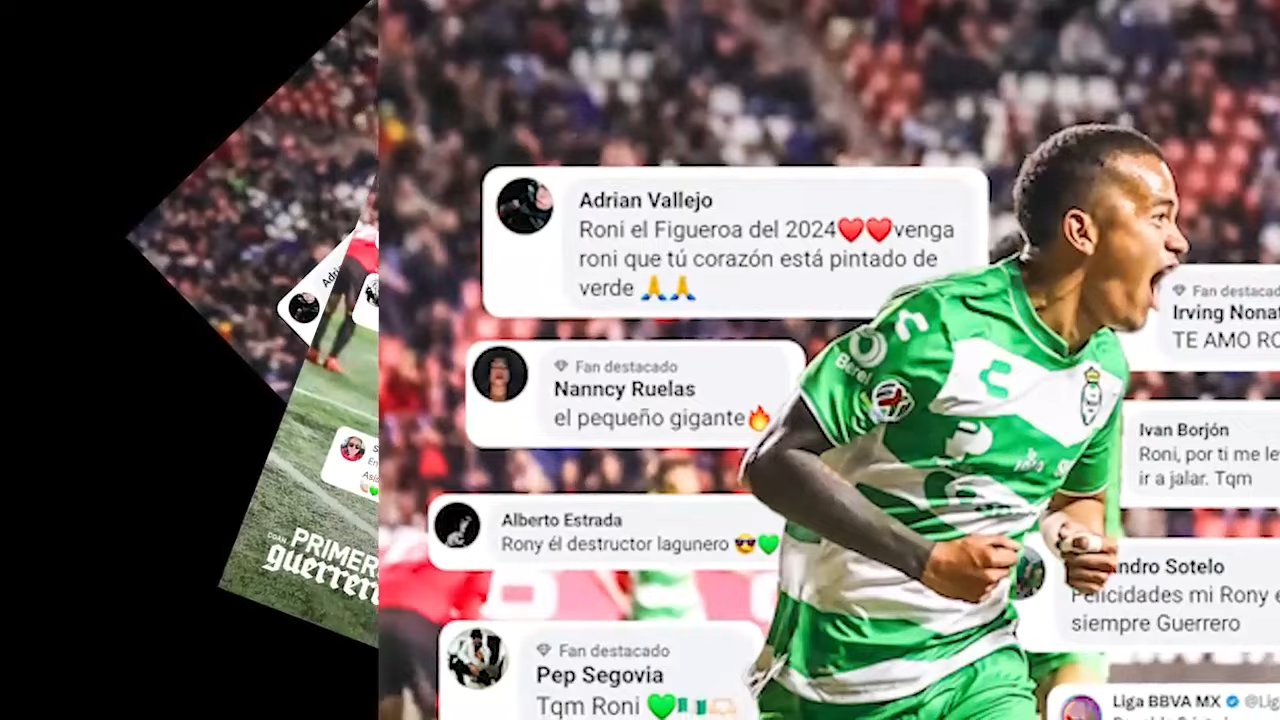 Adrian Vallejo
Roni el Figueroa del 2024❤️❤️venga
roni que tú corazón está pintado de
verde 🙏🙏
Fan destacado
Nanncy Ruelas
el pequeño gigante🔥
Alberto Estrada
Rony él destructor lagunero 😎💚
Fan destacado
Pep Segovia
Tqm Roni 💚
Fan destacad
Irving Nonat
TE AMO RO
Ivan Borjón
Roni, por ti me le
ir a jalar. Tqm
ndro Sotelo
Felicidades mi Rony e
siempre Guerrero
Liga BBVA MX @Lig
Berel
PRIMER
guerrer